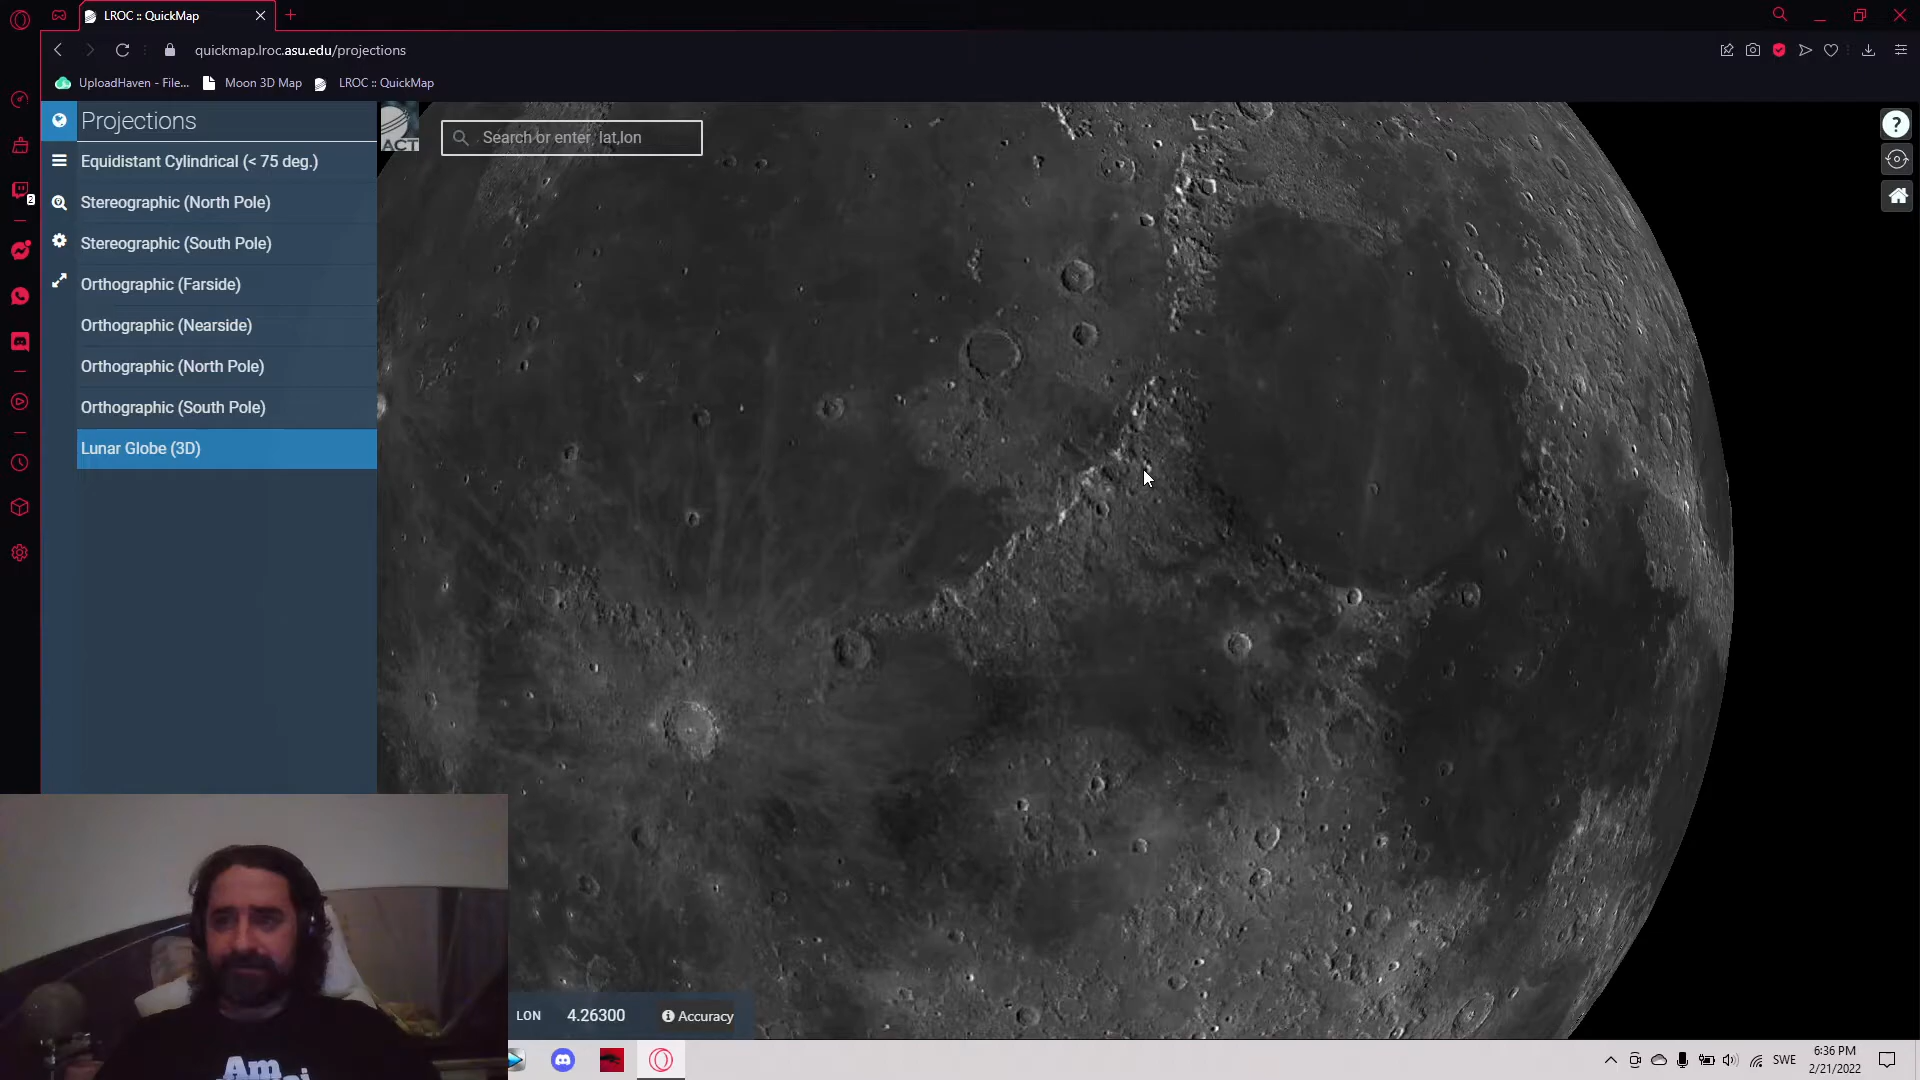 LROC :: QuickMap
quickmap.lroc.asu.edu/projections
UploadHaven - File... Moon 3D Map LROC :: QuickMap
Projections
Equidistant Cylindrical (< 75 deg.)
Stereographic (North Pole)
Stereographic (South Pole)
Orthographic (Farside)
Orthographic (Nearside)
Orthographic (North Pole)
Orthographic (South Pole)
Lunar Globe (3D)
ACT
Search or enter lat,lon
?
2
LON 4.26300 Accuracy
Am
SWE
6:36 PM
2/21/2022